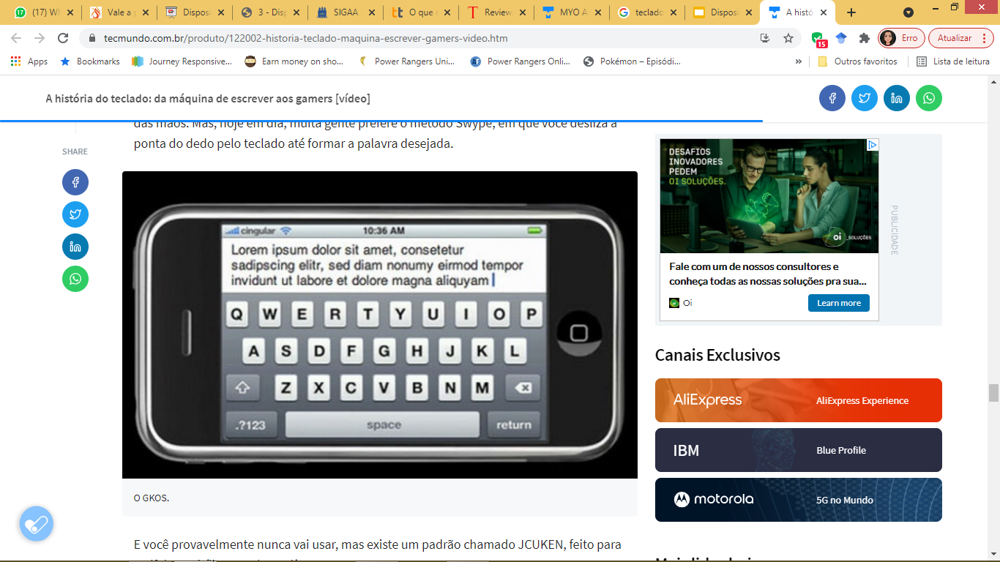 (17) W
Vale a p
Disposi
3 - Disp
SIGAA -
O que é
Review
MYO A
teclado
Disposi
A histó
tecmundo.com.br/produto/122002-historia-teclado-maquina-escrever-gamers-video.htm
15
Erro
Atualizar
Apps
Bookmarks
Journey Responsive...
Earn money on sho...
Power Rangers Uni...
Power Rangers Onli...
Pokémon – Episódi...
»
Outros favoritos
Lista de leitura
A história do teclado: da máquina de escrever aos gamers [vídeo]
das mãos. Mas, hoje em dia, muita gente prefere o método Swype, em que você desliza a
ponta do dedo pelo teclado até formar a palavra desejada.
SHARE
cingular
10:36 AM
Lorem ipsum dolor sit amet, consetetur
sadipscing elitr, sed diam nonumy eirmod tempor
invidunt ut labore et dolore magna aliquyam
Q W E R T Y U I O P
A S D F G H J K L
Z X C V B N M
.?123 space return
O GKOS.
E você provavelmente nunca vai usar, mas existe um padrão chamado JCUKEN, feito para
DESAFIOS
INOVADORES
PEDEM
OI SOLUÇÕES.
oi _SOLUÇÕES
PUBLICIDADE
Fale com um de nossos consultores e
conheça todas as nossas soluções pra sua...
Oi
Learn more
Canais Exclusivos
AliExpress
AliExpress Experience
IBM
Blue Profile
motorola
5G no Mundo